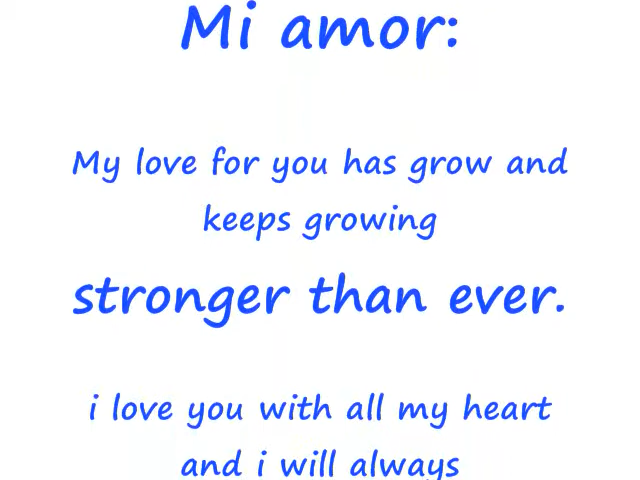 Mi amor:
My love for you has grow and
keeps growing
stronger than ever.
i love you with all my heart
and i will always